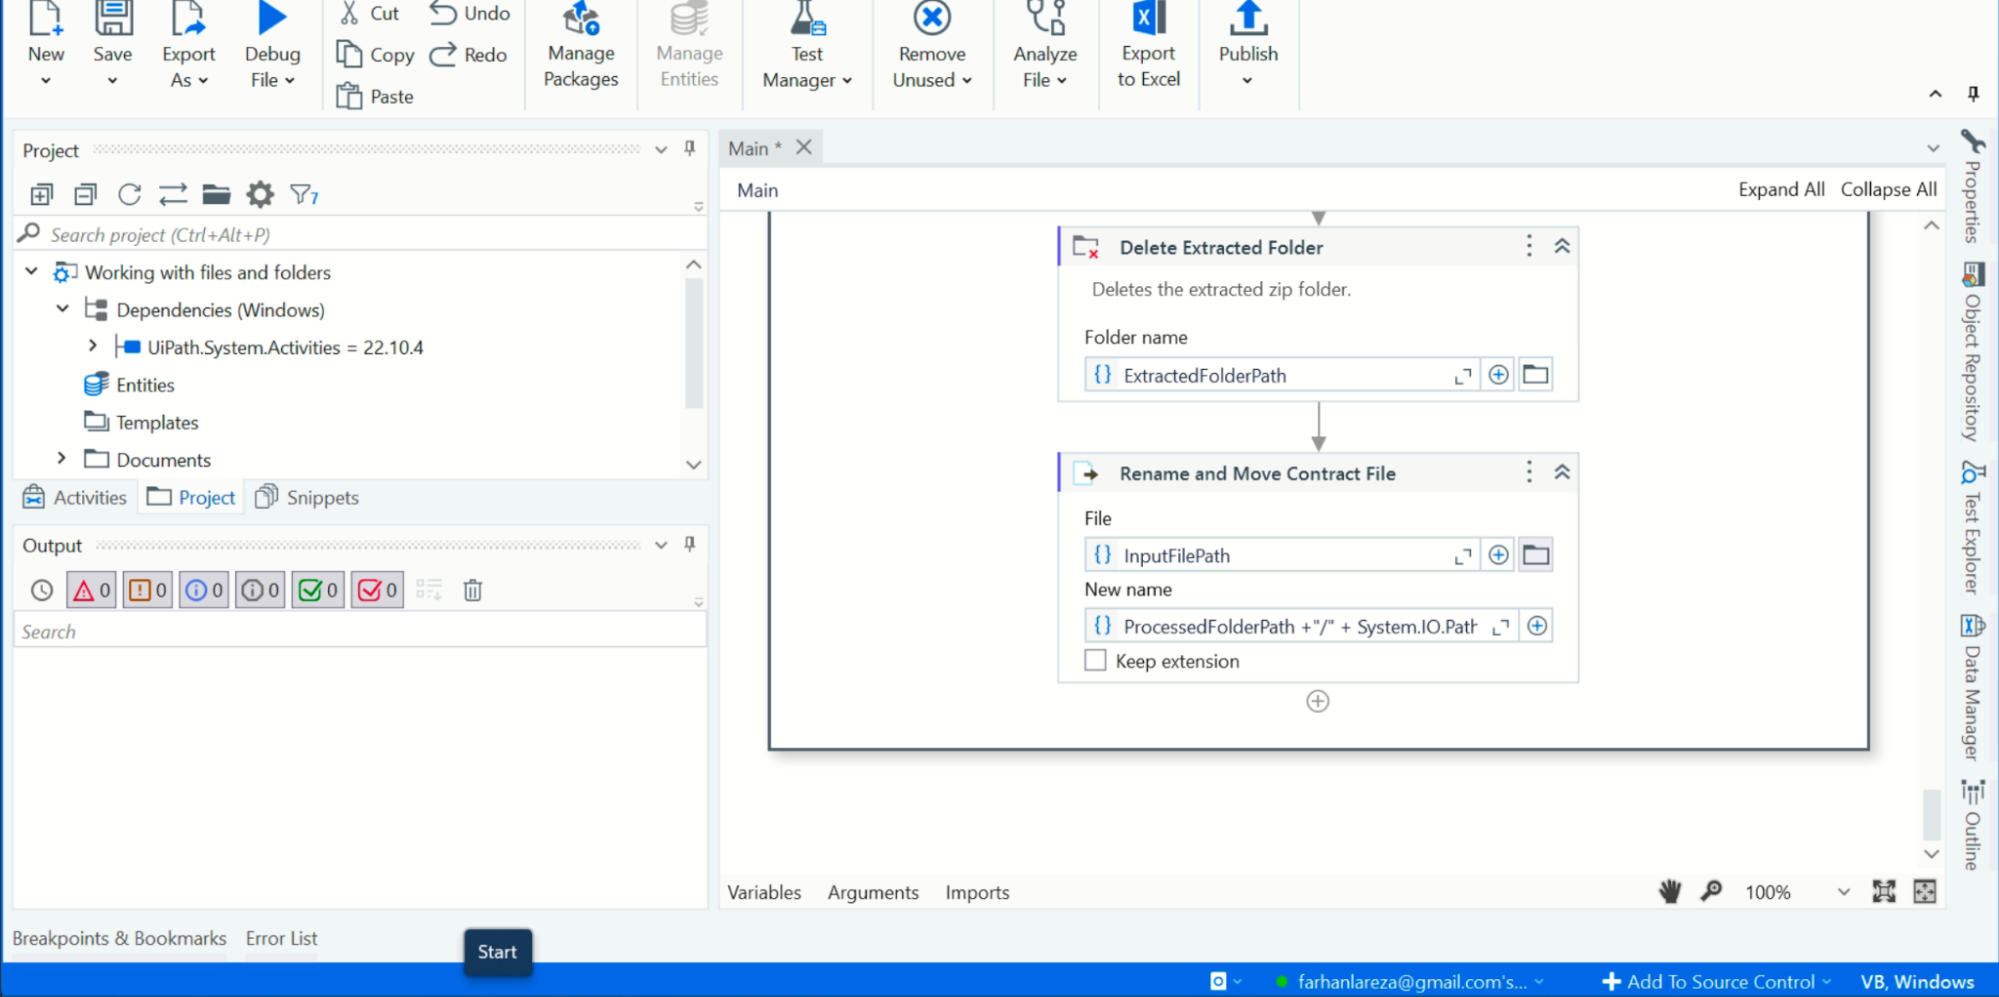 New
Save
Export
As
Debug
File
Cut
Copy
Paste
Undo
Redo
Manage
Packages
Manage
Entities
Test
Manager
Remove
Unused
Analyze
File
Export
to Excel
Publish
Project
7
Search project (Ctrl+Alt+P)
Working with files and folders
Dependencies (Windows)
UiPath.System.Activities = 22.10.4
Entities
Templates
Documents
Activities
Project
Snippets
Output
0 0 0 0 0 0
Search
Breakpoints & Bookmarks Error List
Start
Main *
Main
Expand All Collapse All
Delete Extracted Folder
Deletes the extracted zip folder.
Folder name
{} ExtractedFolderPath
Rename and Move Contract File
File
{} InputFilePath
New name
{} ProcessedFolderPath +"/" + System.IO.Path
Keep extension
Variables Arguments Imports
100%
Properties
Object Repository
Test Explorer
Data Manager
Outline
farhanlareza@gmail.com's...
Add To Source Control
VB, Windows